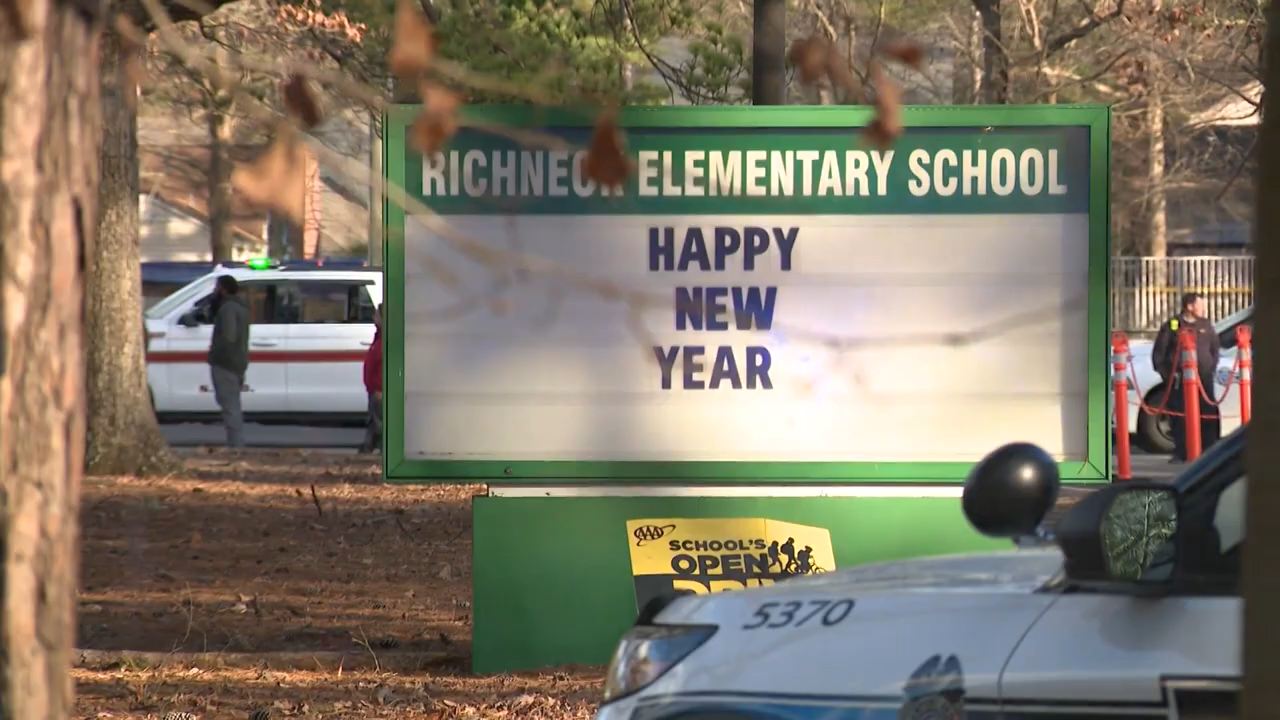 RICHNECK ELEMENTARY SCHOOL
HAPPY
NEW
YEAR
AAA
SCHOOL'S
OPEN
5370